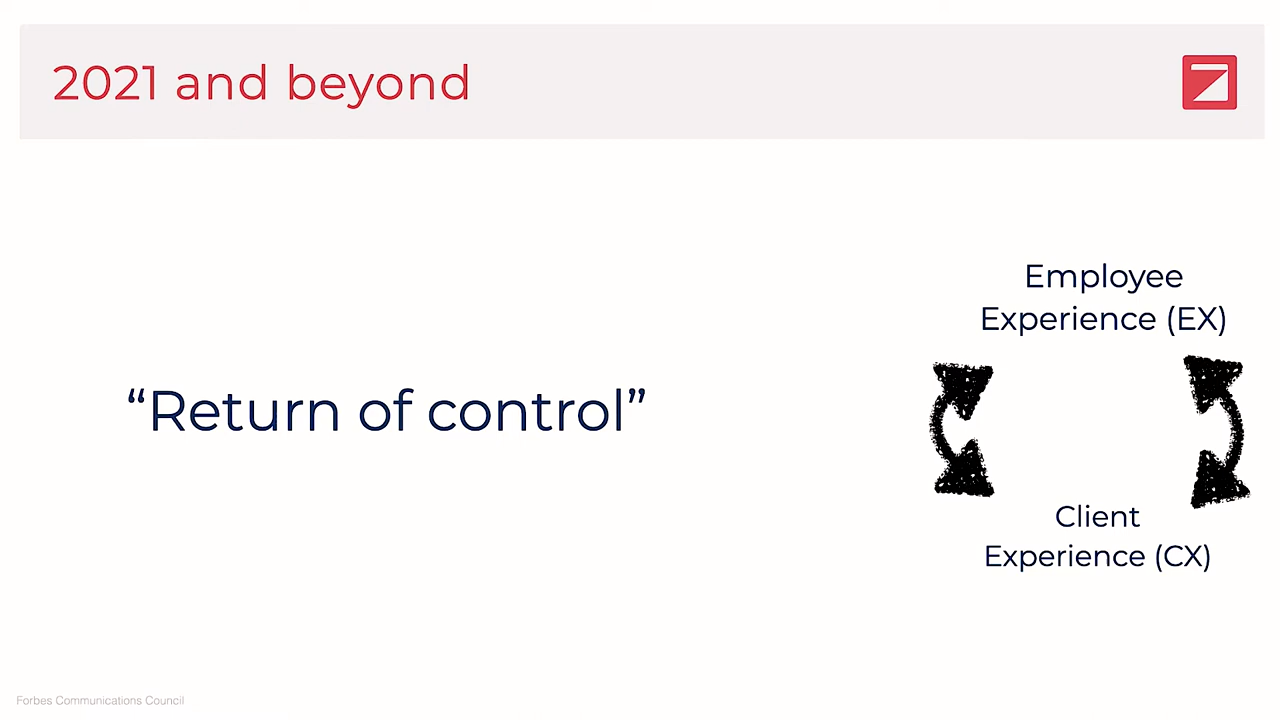 2021 and beyond
“Return of control”
Employee
Experience (EX)
Client
Experience (CX)
Forbes Communications Council